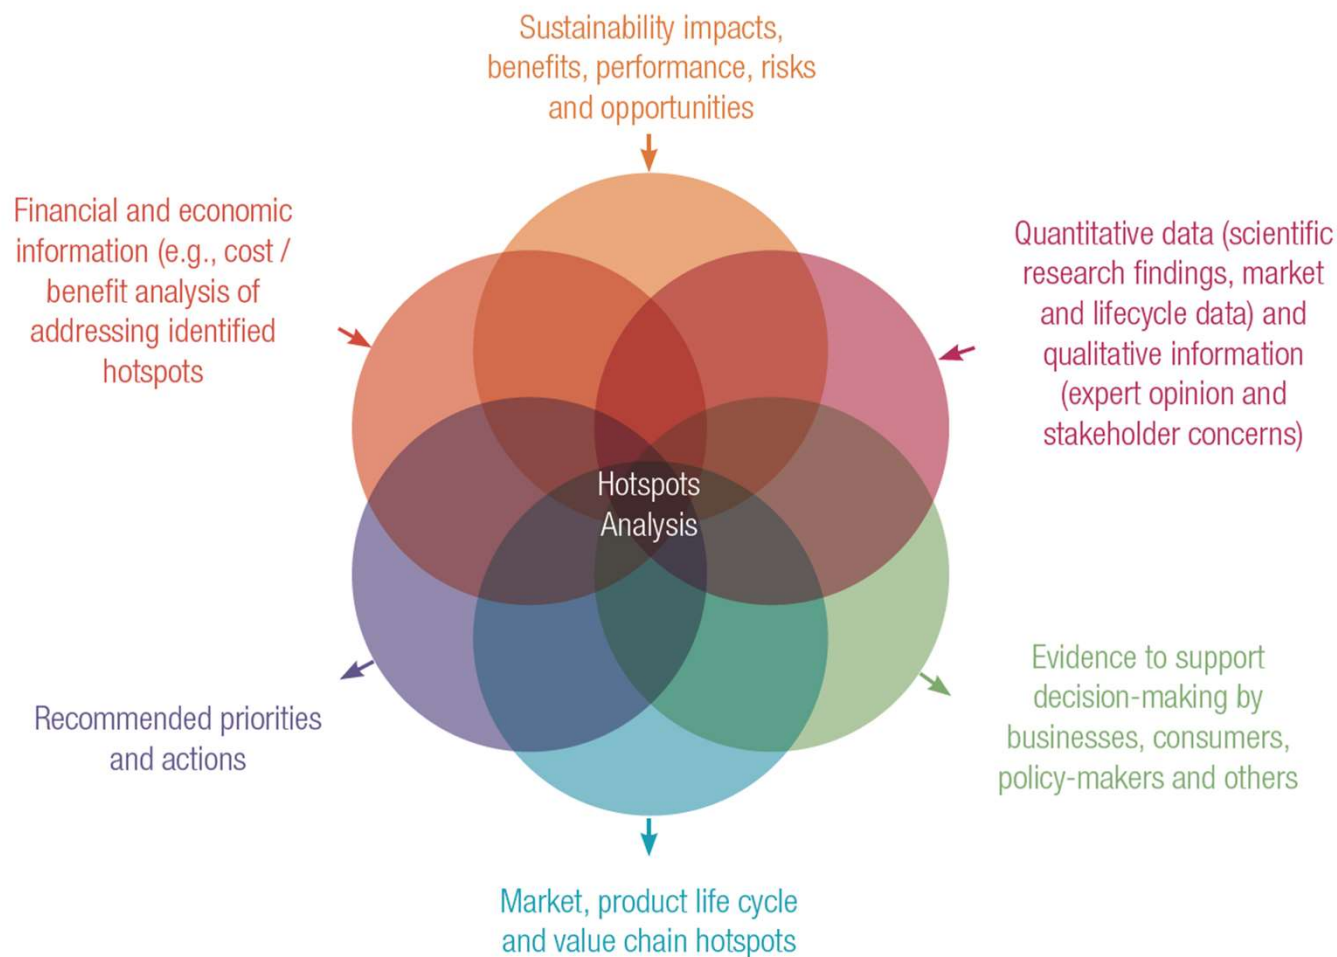 Sustainability impacts,
benefits, performance, risks
and opportunities
Financial and economic
information (e.g., cost /
benefit analysis of
addressing identified
hotspots
Quantitative data (scientific
research findings, market
and lifecycle data) and
qualitative information
(expert opinion and
stakeholder concerns)
Hotspots
Analysis
Recommended priorities
and actions
Evidence to support
decision-making by
businesses, consumers,
policy-makers and others
Market, product life cycle
and value chain hotspots